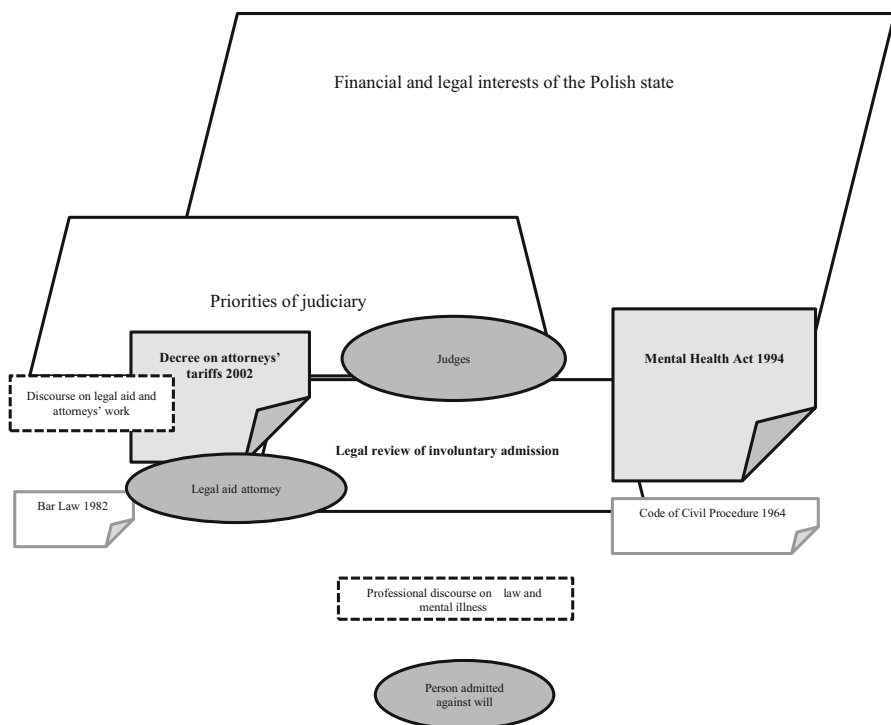 Financial and legal interests of the Polish state
Priorities of judiciary
Judges
Decree on attorneys’
tariffs 2002
Mental Health Act 1994
Discourse on legal aid and
attorneys’ work
Legal review of involuntary admission
Legal aid attorney
Bar Law 1982
Code of Civil Procedure 1964
Professional discourse on law and
mental illness
Person admitted
against will